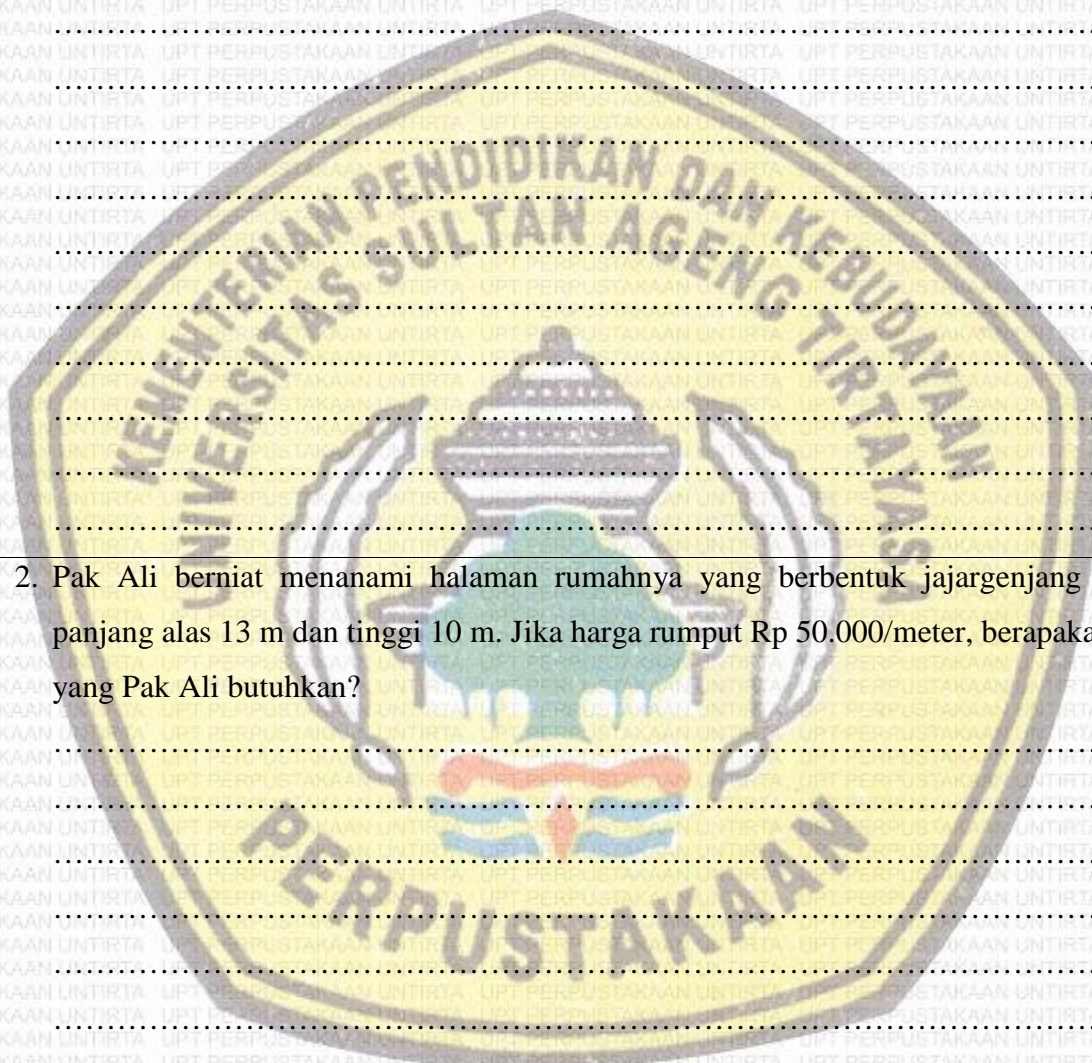 KEMENTERIAN PENDIDIKAN DAN KEBUDAYAAN
UNIVERSITAS SULTAN AGENG TIRTAYASA
2. Pak Ali berniat menanami halaman rumahnya yang berbentuk jajargenjang
panjang alas 13 m dan tinggi 10 m. Jika harga rumput Rp 50.000/meter, berapaka
yang Pak Ali butuhkan?
PERPUSTAKAAN